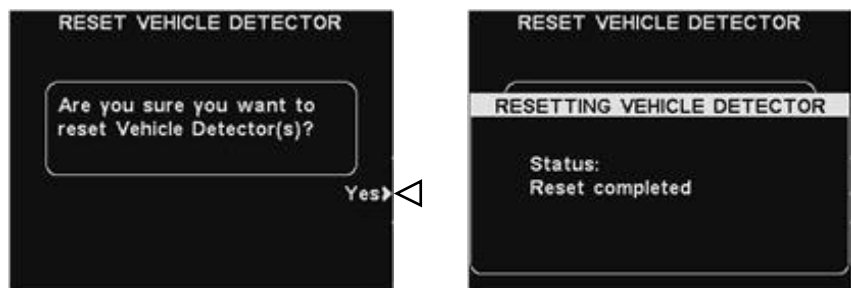 RESET VEHICLE DETECTOR
Are you sure you want to
reset Vehicle Detector(s)?
Yes
RESET VEHICLE DETECTOR
RESETTING VEHICLE DETECTOR
Status:
Reset completed